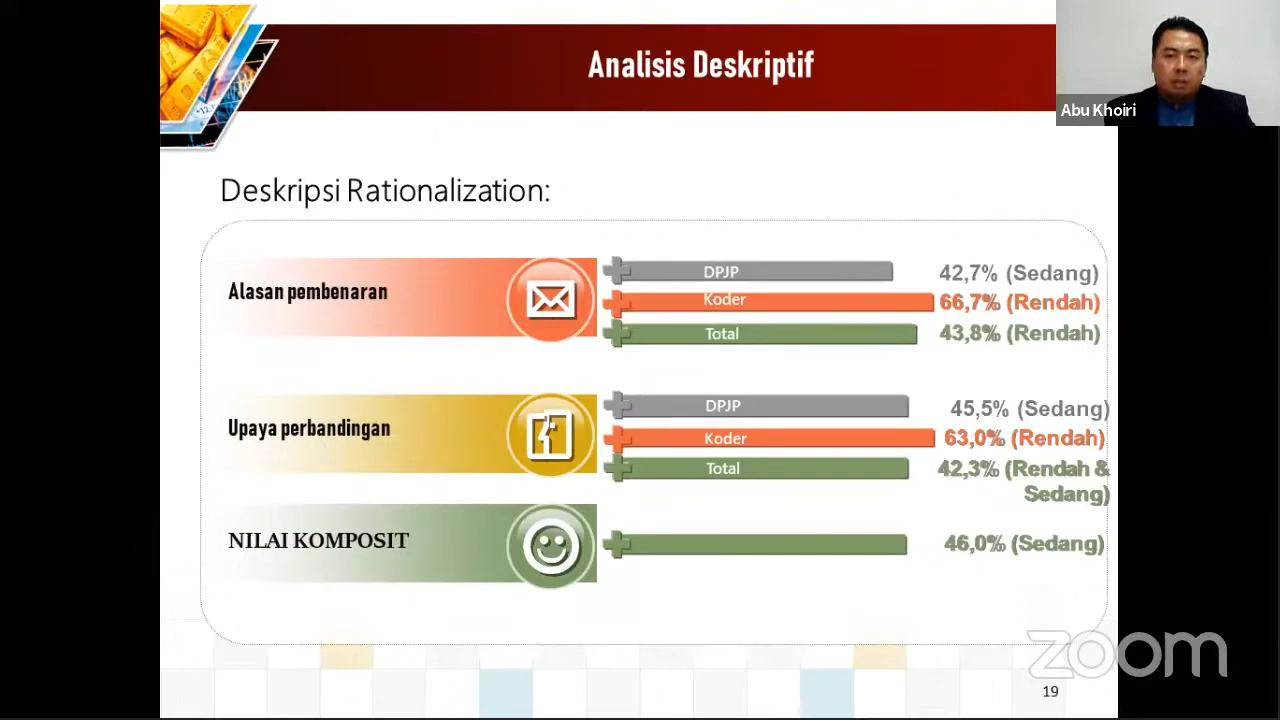 Analisis Deskriptif
Abu Khoiri
Deskripsi Rationalization:
Alasan pembenaran
DPJP
42,7% (Sedang)
Koder
66,7% (Rendah)
Total
43,8% (Rendah)
Upaya perbandingan
DPJP
45,5% (Sedang)
Koder
63,0% (Rendah)
Total
42,3% (Rendah &
Sedang)
NILAI KOMPOSIT
46,0% (Sedang)
zoom
19